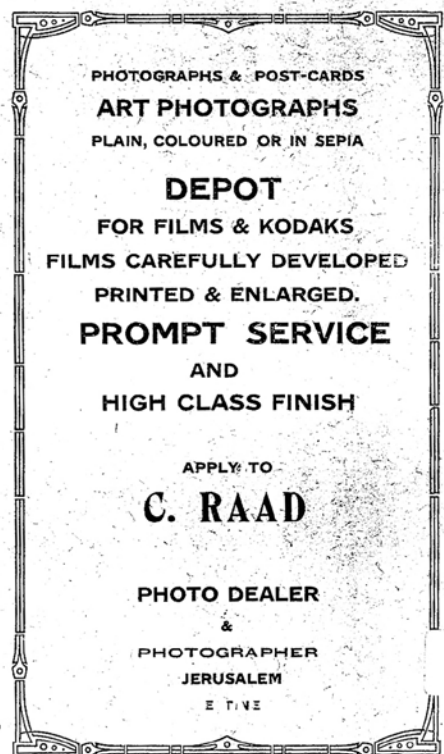 PHOTOGRAPHS & POST-CARDS
ART PHOTOGRAPHS
PLAIN, COLOURED OR IN SEPIA
DEPOT
FOR FILMS & KODAKS
FILMS CAREFULLY DEVELOPED
PRINTED & ENLARGED.
PROMPT SERVICE
AND
HIGH CLASS FINISH
APPLY TO
C. RAAD
PHOTO DEALER
&
PHOTOGRAPHER
JERUSALEM